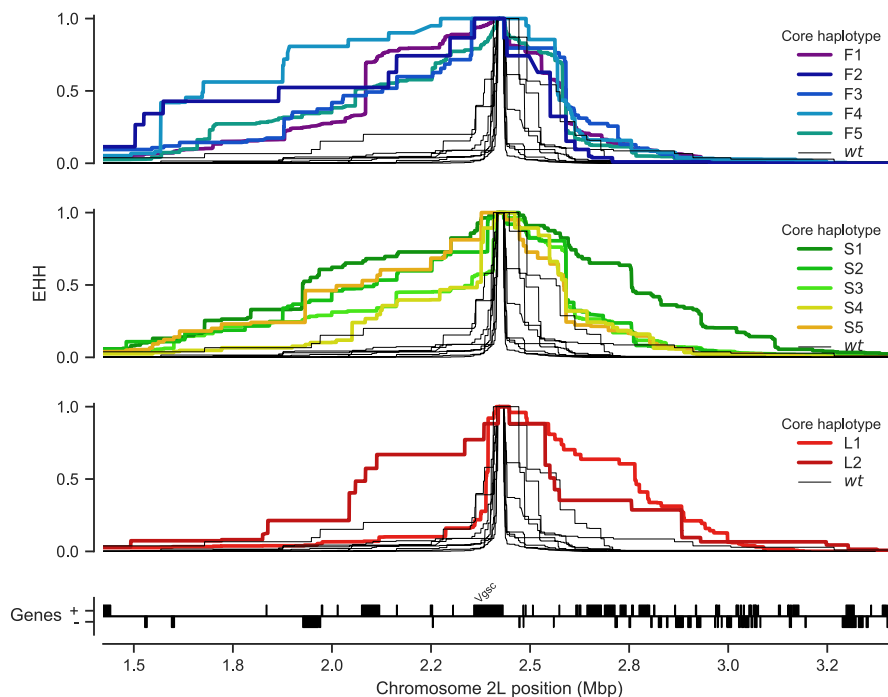 1.0
0.5
0.0
Core haplotype
F1
F2
F3
F4
F5
wt
EHH
1.0
0.5
0.0
Core haplotype
S1
S2
S3
S4
S5
wt
1.0
0.5
0.0
Core haplotype
L1
L2
wt
Vgsc
Genes
+
-
1.5 1.8 2.0 2.2 2.5 2.8 3.0 3.2
Chromosome 2L position (Mbp)